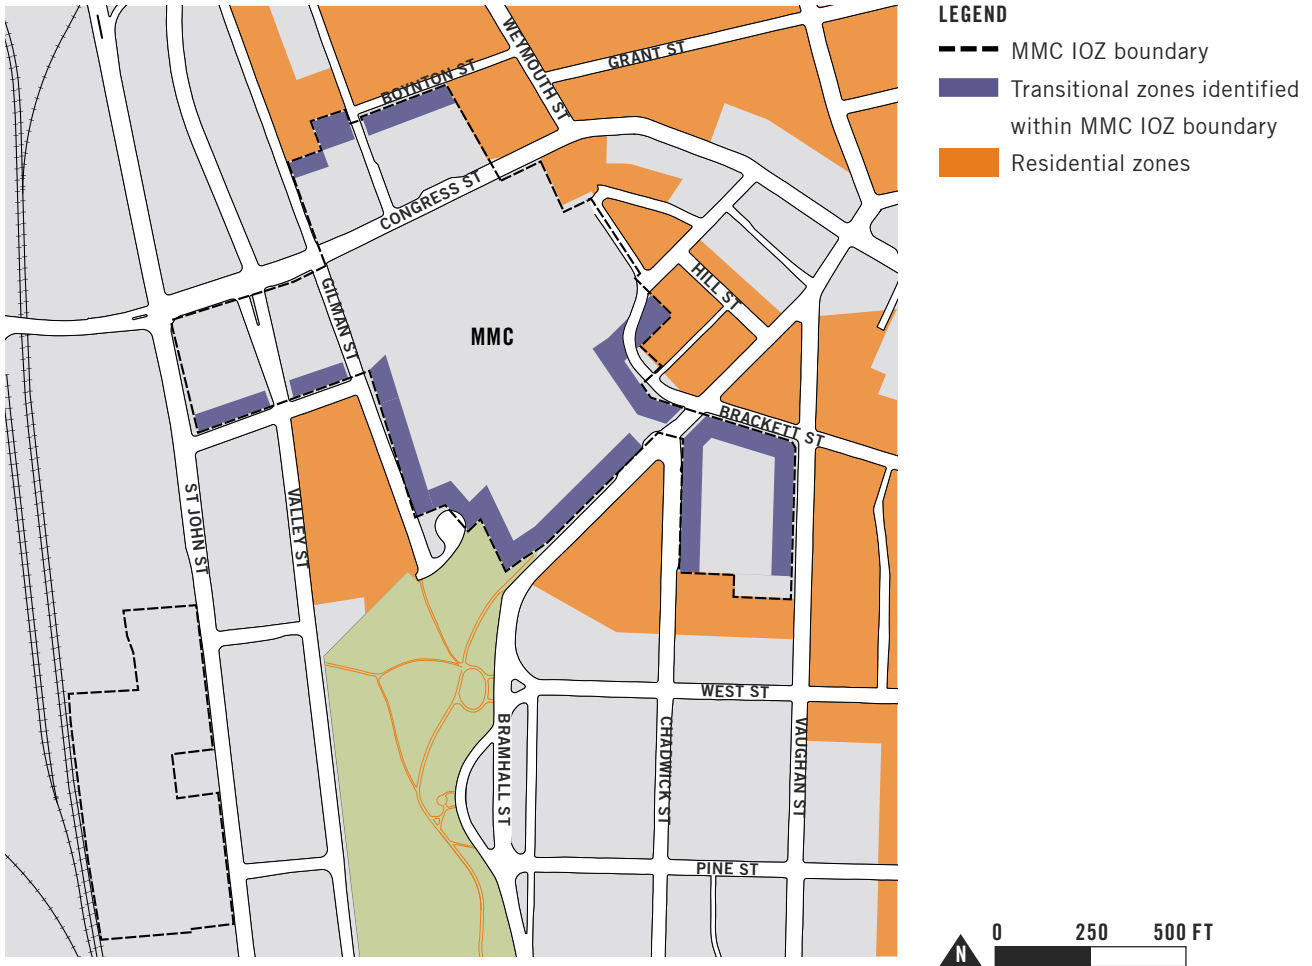 LEGEND
MMC IOZ boundary
Transitional zones identified
within MMC IOZ boundary
Residential zones
WEYMOUTH ST
GRANT ST
BOYNTON ST
CONGRESS ST
GILMAN ST
HILL ST
MMC
BRACKETT ST
ST JOHN ST
VALLEY ST
WEST ST
BRAMHALL ST
CHADWICK ST
VAUGHAN ST
PINE ST
N
0 250 500 FT